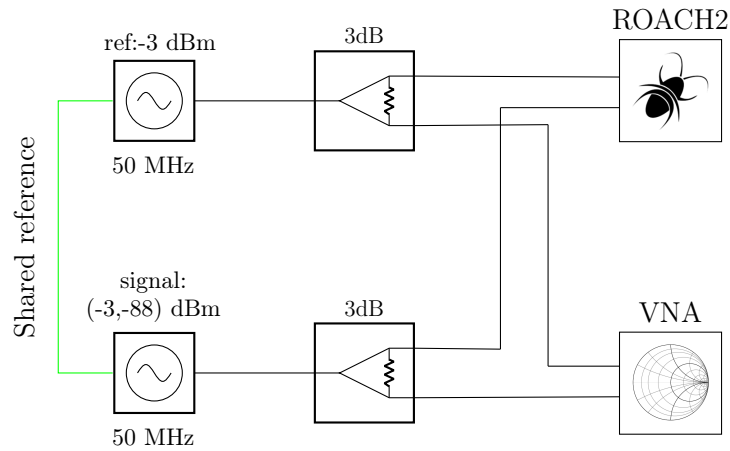 ROACH2
ref:-3 dBm
3dB
50 MHz
Shared reference
signal:
(-3,-88) dBm
3dB
VNA
50 MHz